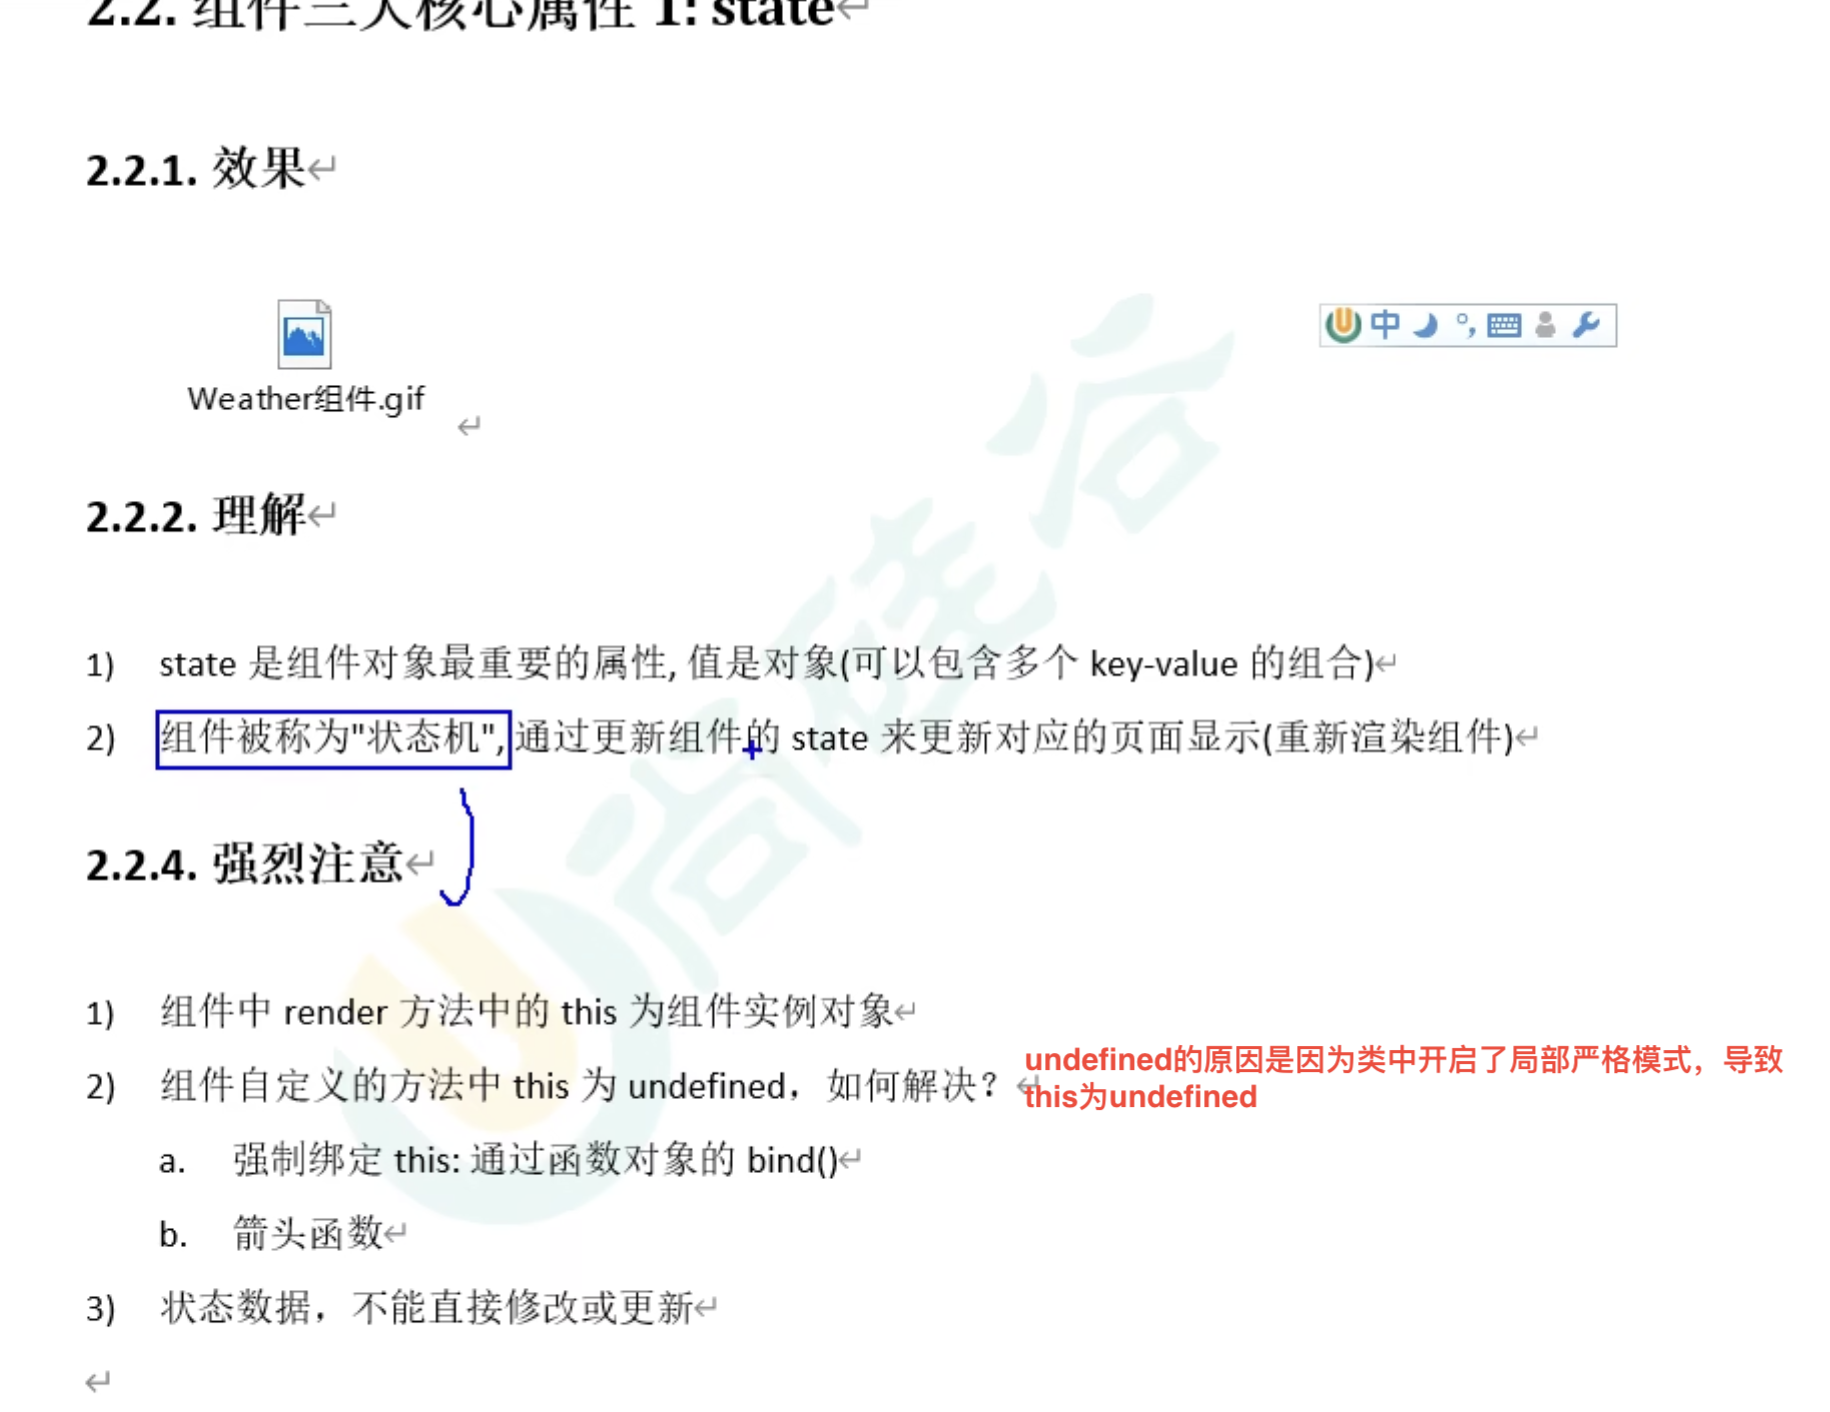 2.2. 组件三大核心属性 1: state
2.2.1. 效果
中
Weather组件.gif
2.2.2. 理解
1) state 是组件对象最重要的属性, 值是对象(可以包含多个 key-value 的组合)
2) 组件被称为"状态机", 通过更新组件的 state 来更新对应的页面显示(重新渲染组件)
2.2.4. 强烈注意
1) 组件中 render 方法中的 this 为组件实例对象
2) 组件自定义的方法中 this 为 undefined，如何解决？
undefined的原因是因为类中开启了局部严格模式，导致
this为undefined
a. 强制绑定 this: 通过函数对象的 bind()
b. 箭头函数
3) 状态数据，不能直接修改或更新
尚硅谷